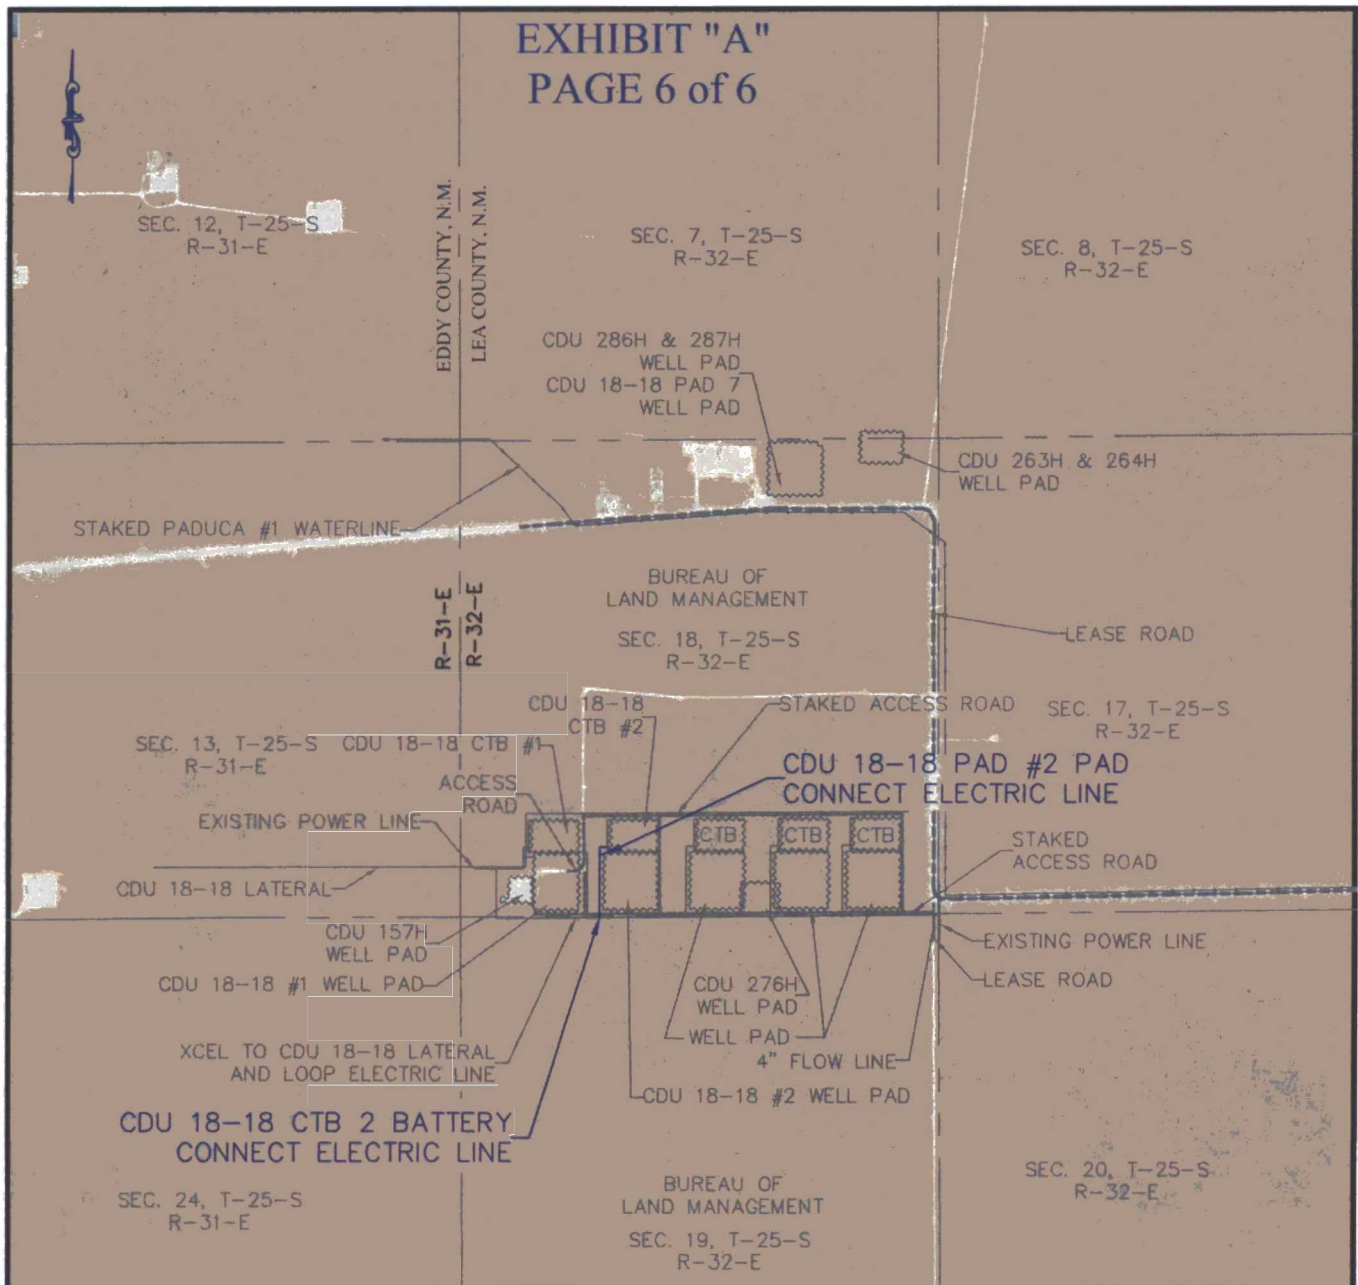 EXHIBIT "A"
PAGE 6 of 6
EDDY COUNTY, N.M.
LEA COUNTY, N.M.
SEC. 12, T-25-S
R-31-E
SEC. 7, T-25-S
R-32-E
SEC. 8, T-25-S
R-32-E
CDU 286H & 287H
WELL PAD
CDU 18-18 PAD 7
WELL PAD
CDU 263H & 264H
WELL PAD
STAKED PADUCA #1 WATERLINE
BUREAU OF
LAND MANAGEMENT
R-31-E
R-32-E
SEC. 18, T-25-S
R-32-E
LEASE ROAD
CDU 18-18
CTB #2
STAKED ACCESS ROAD
SEC. 17, T-25-S
R-32-E
SEC. 13, T-25-S
R-31-E
CDU 18-18 CTB #1
ACCESS
ROAD
CDU 18-18 PAD #2 PAD
CONNECT ELECTRIC LINE
EXISTING POWER LINE
CTB
CTB
CTB
STAKED
ACCESS ROAD
CDU 18-18 LATERAL
CDU 157H
WELL PAD
EXISTING POWER LINE
CDU 18-18 #1 WELL PAD
CDU 276H
WELL PAD
LEASE ROAD
WELL PAD
4" FLOW LINE
XCEL TO CDU 18-18 LATERAL
AND LOOP ELECTRIC LINE
CDU 18-18 #2 WELL PAD
CDU 18-18 CTB 2 BATTERY
CONNECT ELECTRIC LINE
SEC. 24, T-25-S
R-31-E
BUREAU OF
LAND MANAGEMENT
SEC. 19, T-25-S
R-32-E
SEC. 20, T-25-S
R-32-E